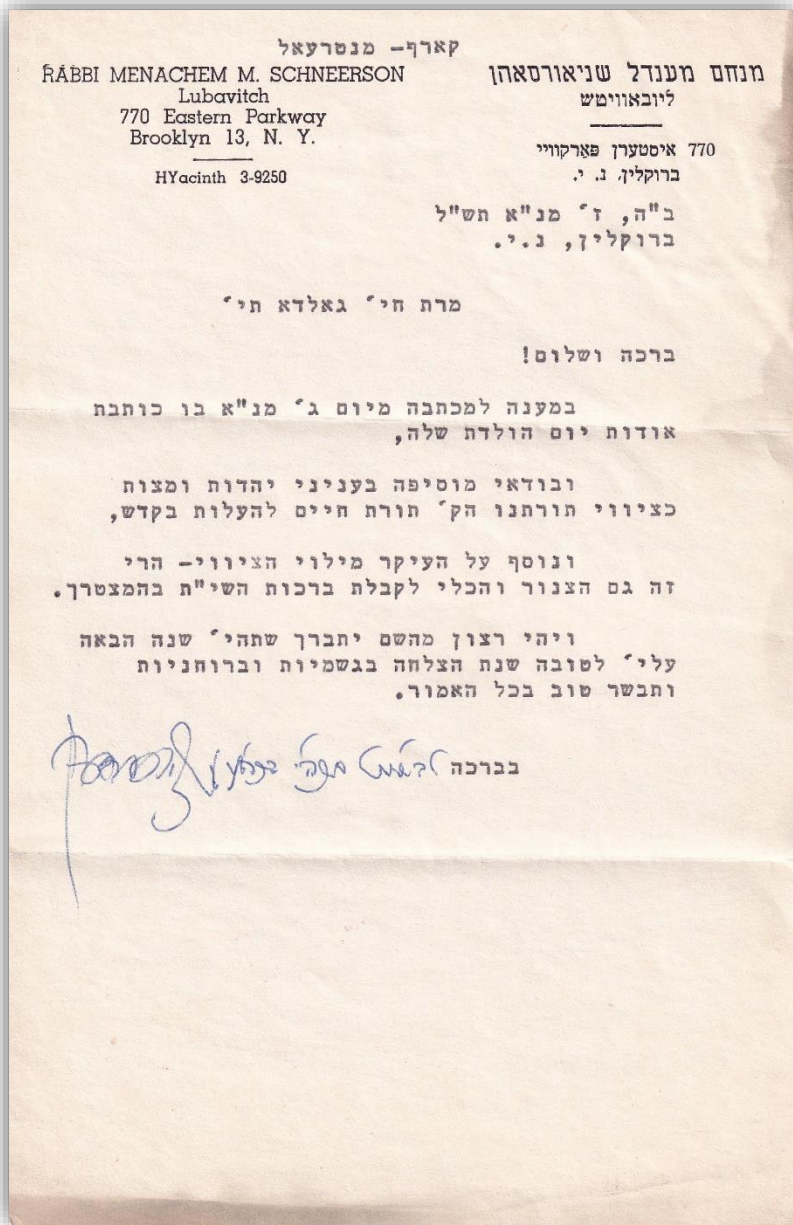 קארף- מנטרעאל
RABBI MENACHEM M. SCHNEERSON
Lubavitch
770 Eastern Parkway
Brooklyn 13, N. Y.
HYacinth 3-9250
מנחם מענדל שניאורסאהן
ליובאוויטש
770 איסטערן פארקוויי
ברוקלין, נ. י.
ב"ה, ז' מנ"א תש"ל
ברוקלין, נ.י.
מרת חי' גאלדא תי'
ברכה ושלום!
במענה למכתבה מיום ג' מנ"א בו כותבת
אודות יום הולדת שלה,
ובודאי מוסיפה בעניני יהדות ומצות
כציווי תורתנו הק' תורת חיים להעלות בקדש,
ונוסף על העיקר מילוי הציווי- הרי
זה גם הצנור והכלי לקבלת ברכות השי"ת בהמצטרך.
ויהי רצון מהשם יתברך שתהי' שנה הבאה
עלי' לטובה שנת הצלחה בגשמיות וברוחניות
ותבשר טוב בכל האמור.
בברכה